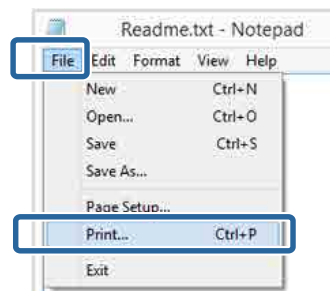 Readme.txt - Notepad
File Edit Format View Help
New Ctrl+N
Open... Ctrl+O
Save Ctrl+S
Save As...
Page Setup...
Print... Ctrl+P
Exit